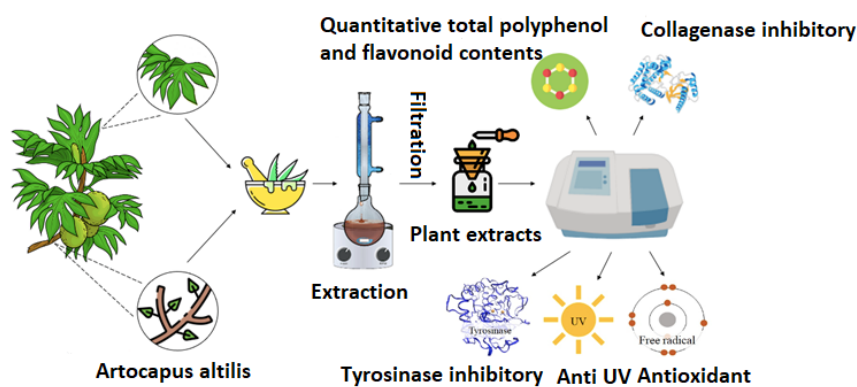 Quantitative total polyphenol
and flavonoid contents
Collagenase inhibitory
Filtration
Plant extracts
Extraction
Tyrosinase
UV
Free radical
Artocapus altilis
Tyrosinase inhibitory
Anti UV
Antioxidant